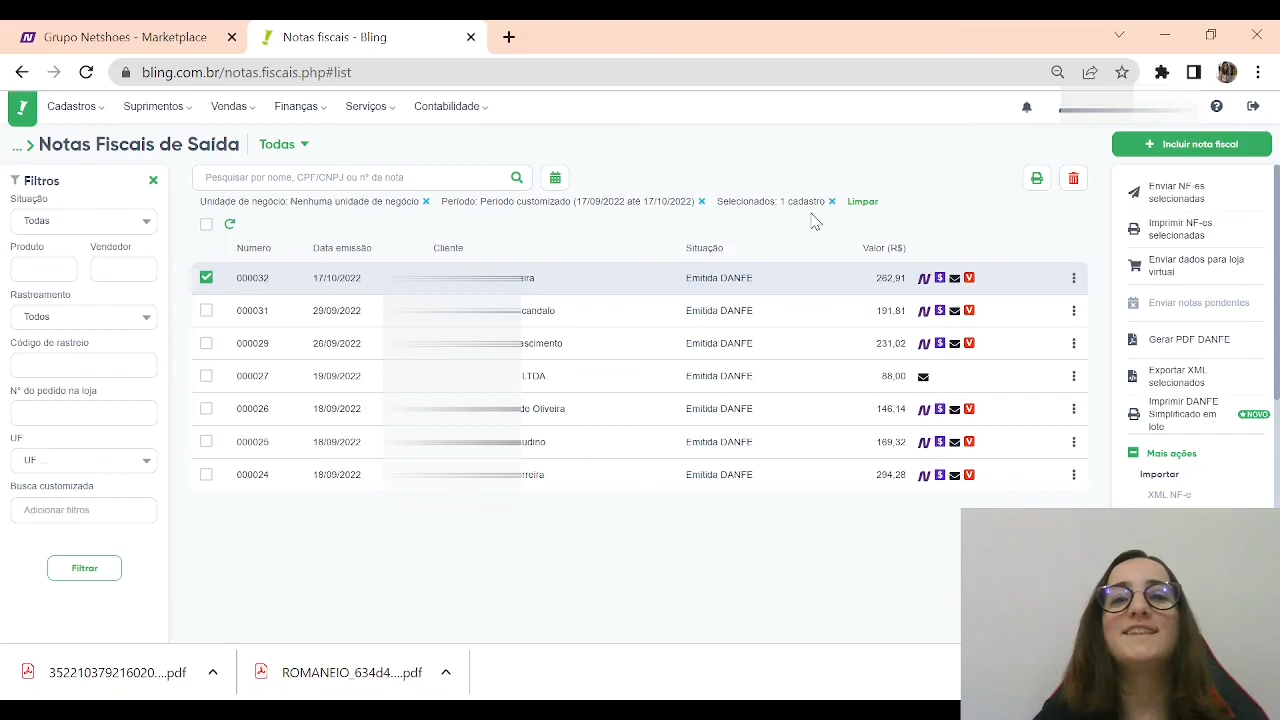 Grupo Netshoes - Marketplace
Notas fiscais - Bling
bling.com.br/notas.fiscais.php#list
Cadastros Suprimentos Vendas Finanças Serviços Contabilidade
... Notas Fiscais de Saída Todas
+ Incluir nota fiscal
Filtros
Situação
Todas
Produto Vendedor
Rastreamento
Todos
Código de rastreio
N° do pedido na loja
UF
UF ...
Busca customizada
Adicionar filtros
Filtrar
Pesquisar por nome, CPF/CNPJ ou n° da nota
Unidade de negócio: Nenhuma unidade de negócio × Período: Período customizado (17/09/2022 até 17/10/2022) × Selecionados: 1 cadastro × Limpar
Número Data emissão Cliente Situação Valor (R$)
000032 17/10/2022 eira Emitida DANFE 262,91
000031 29/09/2022 candalo Emitida DANFE 191,81
000029 26/09/2022 ascimento Emitida DANFE 231,02
000027 19/09/2022 LTDA. Emitida DANFE 88,00
000026 18/09/2022 de Oliveira Emitida DANFE 146,14
000025 18/09/2022 udino Emitida DANFE 169,32
000024 18/09/2022 rreira Emitida DANFE 294,28
Enviar NF-es
selecionadas
Imprimir NF-es
selecionadas
Enviar dados para loja
virtual
Enviar notas pendentes
Gerar PDF DANFE
Exportar XML
selecionados
Imprimir DANFE
Simplificado em
lote
NOVO
Mais ações
Importar
XML NF-e
352210379216020....pdf
ROMANEIO_634d4....pdf